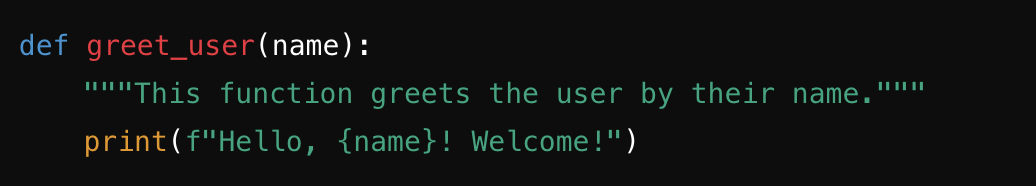 def greet_user(name):
    """This function greets the user by their name."""
    print(f"Hello, {name}! Welcome!")